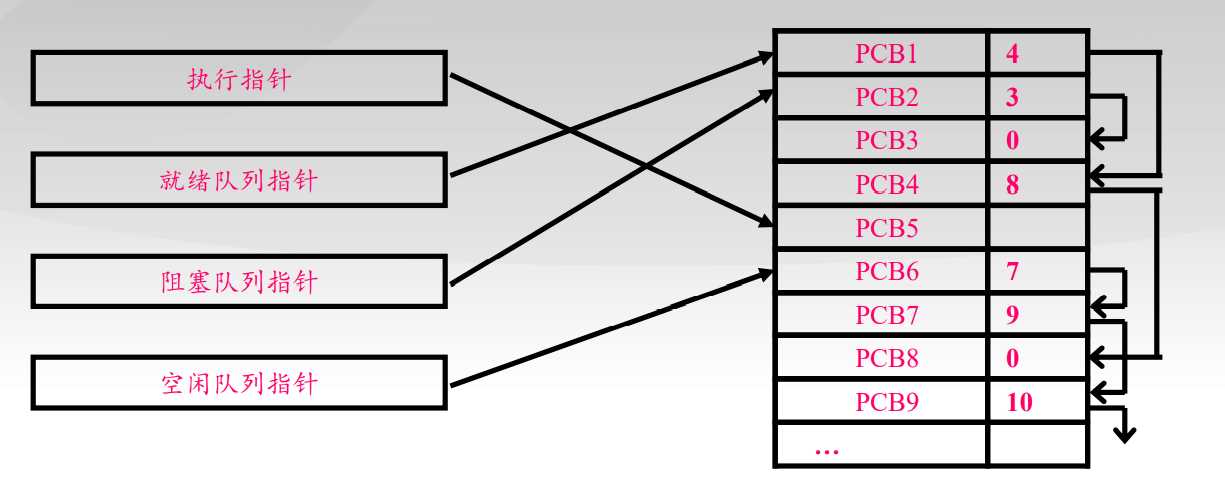 执行指针
就绪队列指针
阻塞队列指针
空闲队列指针
PCB1 4
PCB2 3
PCB3 0
PCB4 8
PCB5
PCB6 7
PCB7 9
PCB8 0
PCB9 10
…